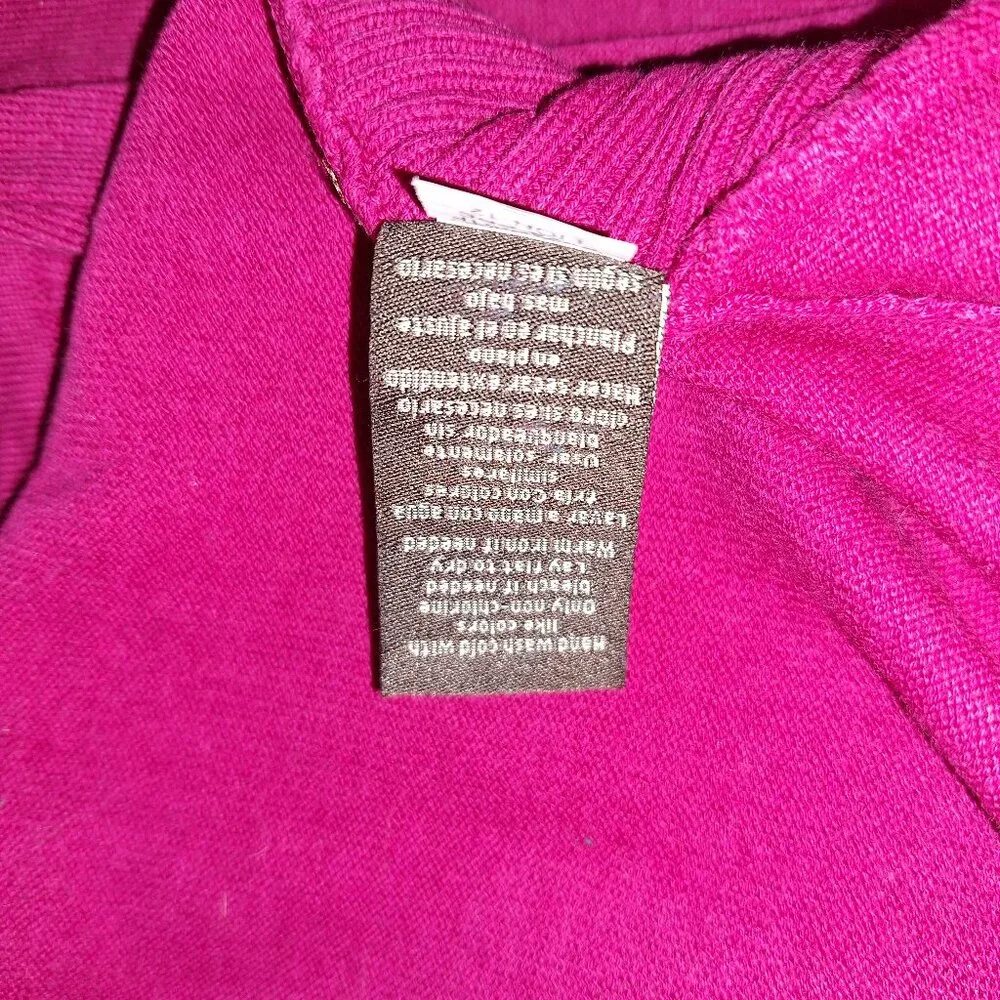 Hand wash cold with
like colors
Only non-chlorine
bleach if needed
Lay flat to dry
Warm iron if needed
Lavar a mano con agua
fria Con colores
similares
Usar solamente
blanqueador sin
cloro si es necesario
Hacer secar extendido
en plano
Planchar en el ajuste
mas bajo
segun si es necesario